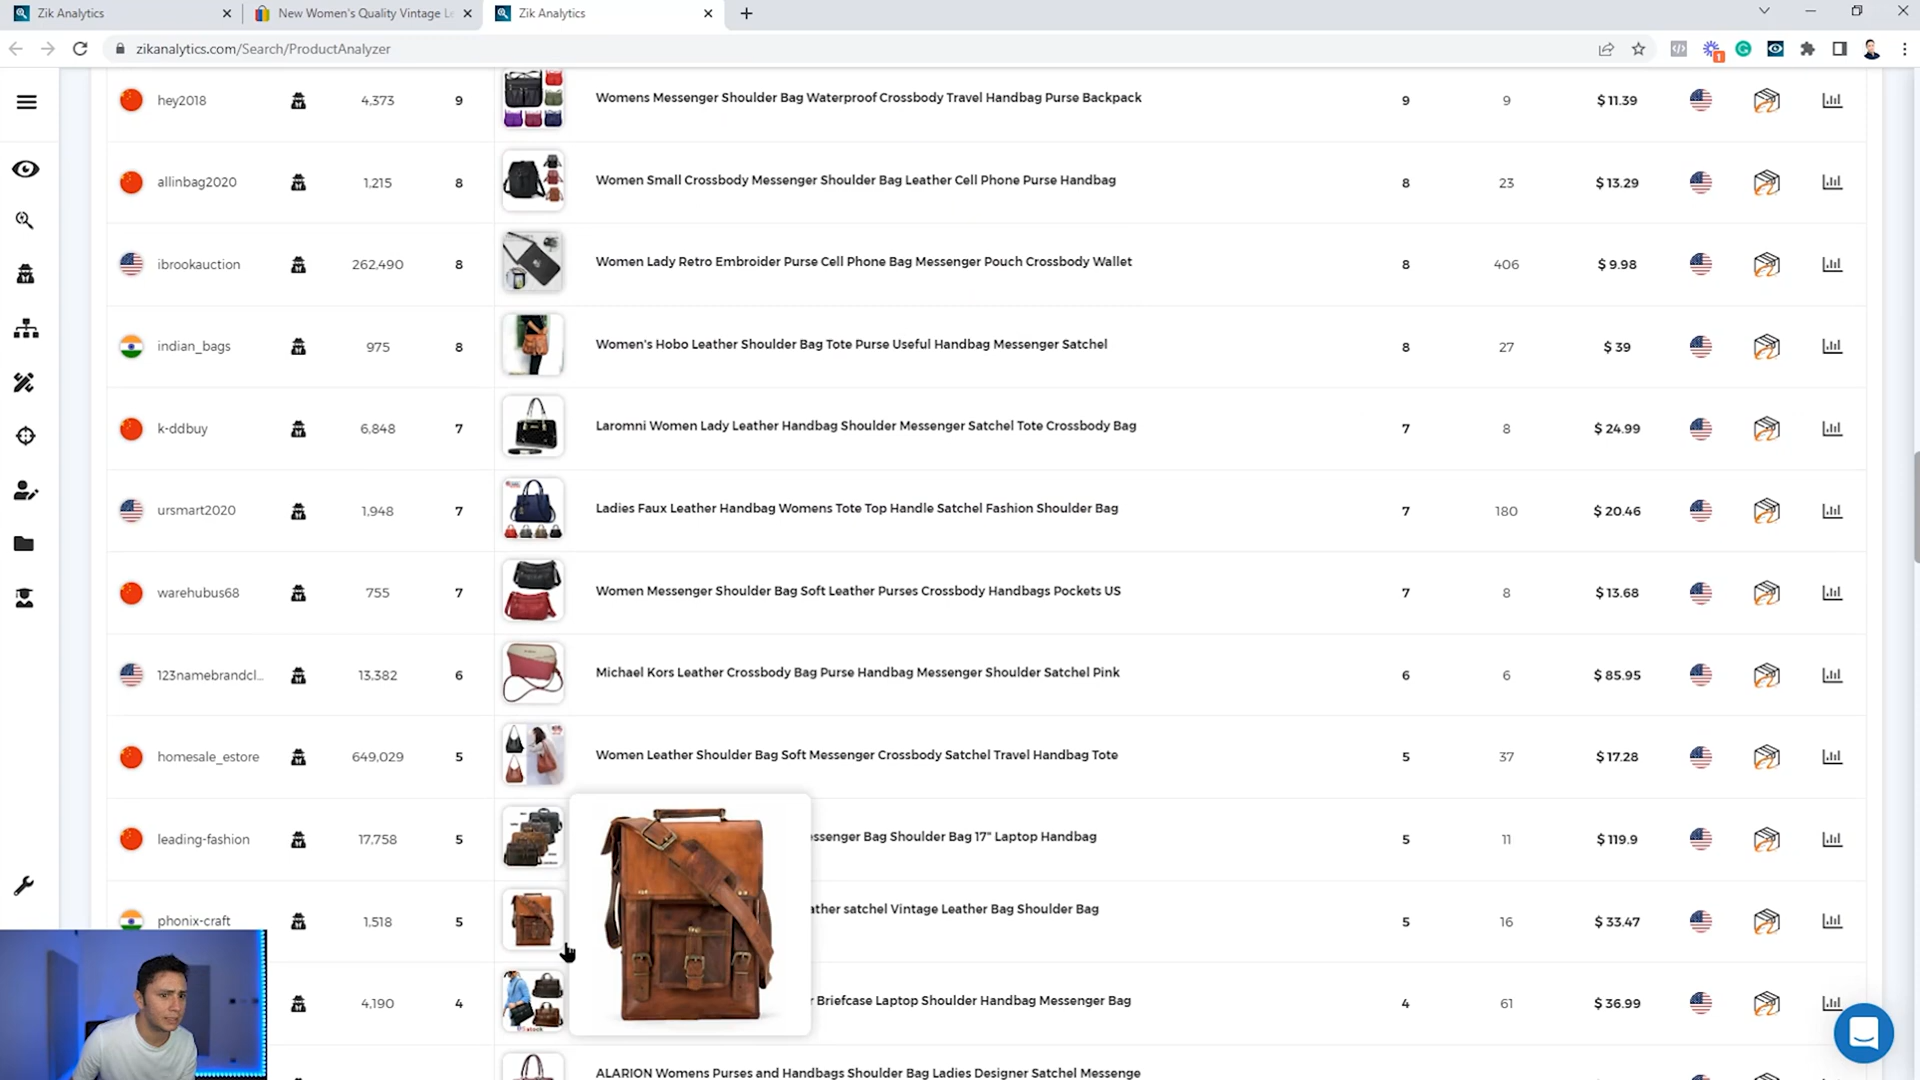 Zik Analytics
New Women's Quality Vintage Le
Zik Analytics
zikanalytics.com/Search/ProductAnalyzer
1
hey2018 4,373 9 Womens Messenger Shoulder Bag Waterproof Crossbody Travel Handbag Purse Backpack 9 9 $ 11.39
allinbag2020 1,215 8 Women Small Crossbody Messenger Shoulder Bag Leather Cell Phone Purse Handbag 8 23 $ 13.29
ibrookauction 262,490 8 Women Lady Retro Embroider Purse Cell Phone Bag Messenger Pouch Crossbody Wallet 8 406 $ 9.98
indian_bags 975 8 Women's Hobo Leather Shoulder Bag Tote Purse Useful Handbag Messenger Satchel 8 27 $ 39
k-ddbuy 6,848 7 Laromni Women Lady Leather Handbag Shoulder Messenger Satchel Tote Crossbody Bag 7 8 $ 24.99
ursmart2020 1,948 7 Ladies Faux Leather Handbag Womens Tote Top Handle Satchel Fashion Shoulder Bag 7 180 $ 20.46
warehubus68 755 7 Women Messenger Shoulder Bag Soft Leather Purses Crossbody Handbags Pockets US 7 8 $ 13.68
123namebrandcl... 13,382 6 Michael Kors Leather Crossbody Bag Purse Handbag Messenger Shoulder Satchel Pink 6 6 $ 85.95
homesale_estore 649,029 5 Women Leather Shoulder Bag Soft Messenger Crossbody Satchel Travel Handbag Tote 5 37 $ 17.28
leading-fashion 17,758 5 ssenger Bag Shoulder Bag 17" Laptop Handbag 5 11 $ 119.9
phonix-craft 1,518 5 ather satchel Vintage Leather Bag Shoulder Bag 5 16 $ 33.47
4,190 4 r Briefcase Laptop Shoulder Handbag Messenger Bag 4 61 $ 36.99
ALARION Womens Purses and Handbags Shoulder Bag Ladies Designer Satchel Messenge